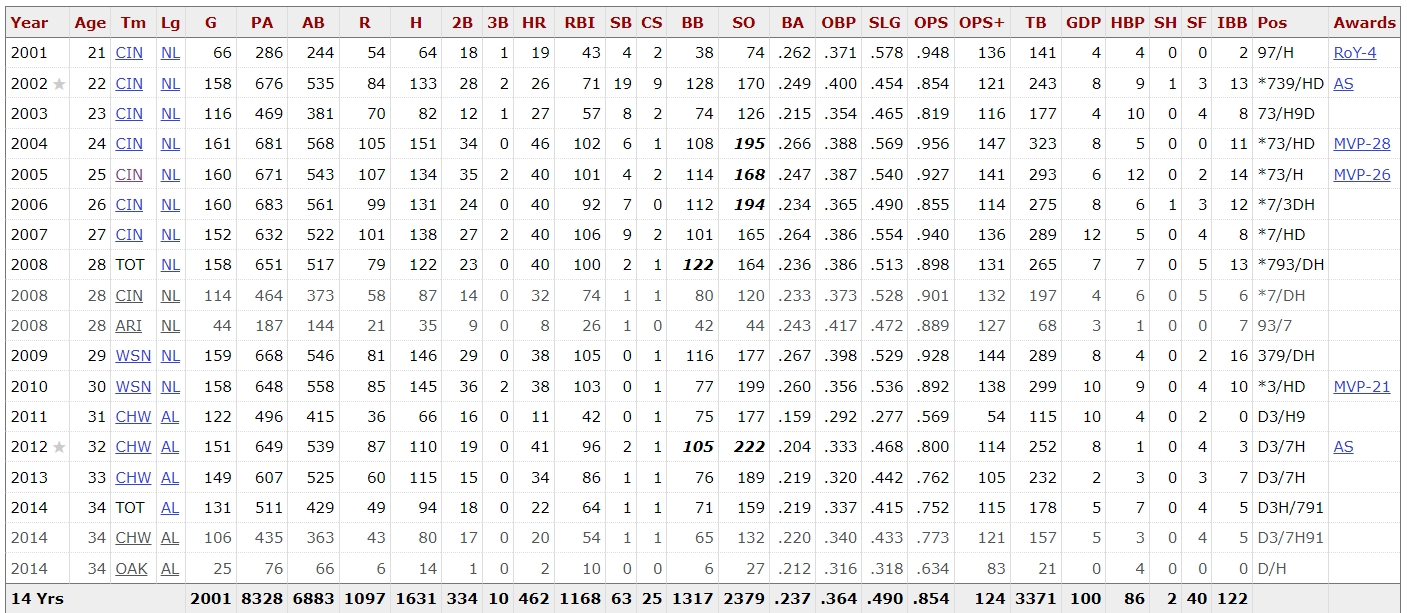 Year Age Tm Lg G PA AB R H 2B 3B HR RBI SB CS BB SO BA OBP SLG OPS OPS+ TB GDP HBP SH SF IBB Pos Awards
2001 21 CIN NL 66 286 244 54 64 18 1 19 43 4 2 38 74 .262 .371 .578 .948 136 141 4 4 0 0 2 97/H RoY-4
2002 ★ 22 CIN NL 158 676 535 84 133 28 2 26 71 19 9 128 170 .249 .400 .454 .854 121 243 8 9 1 3 13 *739/HD AS
2003 23 CIN NL 116 469 381 70 82 12 1 27 57 8 2 74 126 .215 .354 .465 .819 116 177 4 10 0 4 8 73/H9D
2004 24 CIN NL 161 681 568 105 151 34 0 46 102 6 1 108 195 .266 .388 .569 .956 147 323 8 5 0 0 11 *73/HD MVP-28
2005 25 CIN NL 160 671 543 107 134 35 2 40 101 4 2 114 168 .247 .387 .540 .927 141 293 6 12 0 2 14 *73/H MVP-26
2006 26 CIN NL 160 683 561 99 131 24 0 40 92 7 0 112 194 .234 .365 .490 .855 114 275 8 6 1 3 12 *7/3DH
2007 27 CIN NL 152 632 522 101 138 27 2 40 106 9 2 101 165 .264 .386 .554 .940 136 289 12 5 0 4 8 *7/HD
2008 28 TOT NL 158 651 517 79 122 23 0 40 100 2 1 122 164 .236 .386 .513 .898 131 265 7 7 0 5 13 *793/DH
2008 28 CIN NL 114 464 373 58 87 14 0 32 74 1 1 80 120 .233 .373 .528 .901 132 197 4 6 0 5 6 *7/DH
2008 28 ARI NL 44 187 144 21 35 9 0 8 26 1 0 42 44 .243 .417 .472 .889 127 68 3 1 0 0 7 93/7
2009 29 WSN NL 159 668 546 81 146 29 0 38 105 0 1 116 177 .267 .398 .529 .928 144 289 8 4 0 2 16 379/DH
2010 30 WSN NL 158 648 558 85 145 36 2 38 103 0 1 77 199 .260 .356 .536 .892 138 299 10 9 0 4 10 *3/HD MVP-21
2011 31 CHW AL 122 496 415 36 66 16 0 11 42 0 1 75 177 .159 .292 .277 .569 54 115 10 4 0 2 0 D3/H9
2012 ★ 32 CHW AL 151 649 539 87 110 19 0 41 96 2 1 105 222 .204 .333 .468 .800 114 252 8 1 0 4 3 D3/7H AS
2013 33 CHW AL 149 607 525 60 115 15 0 34 86 1 1 76 189 .219 .320 .442 .762 105 232 2 3 0 3 7 D3/7H
2014 34 TOT AL 131 511 429 49 94 18 0 22 64 1 1 71 159 .219 .337 .415 .752 115 178 5 7 0 4 5 D3H/791
2014 34 CHW AL 106 435 363 43 80 17 0 20 54 1 1 65 132 .220 .340 .433 .773 121 157 5 3 0 4 5 D3/7H91
2014 34 OAK AL 25 76 66 6 14 1 0 2 10 0 0 6 27 .212 .316 .318 .634 83 21 0 4 0 0 0 D/H
14 Yrs 2001 8328 6883 1097 1631 334 10 462 1168 63 25 1317 2379 .237 .364 .490 .854 124 3371 100 86 2 40 122